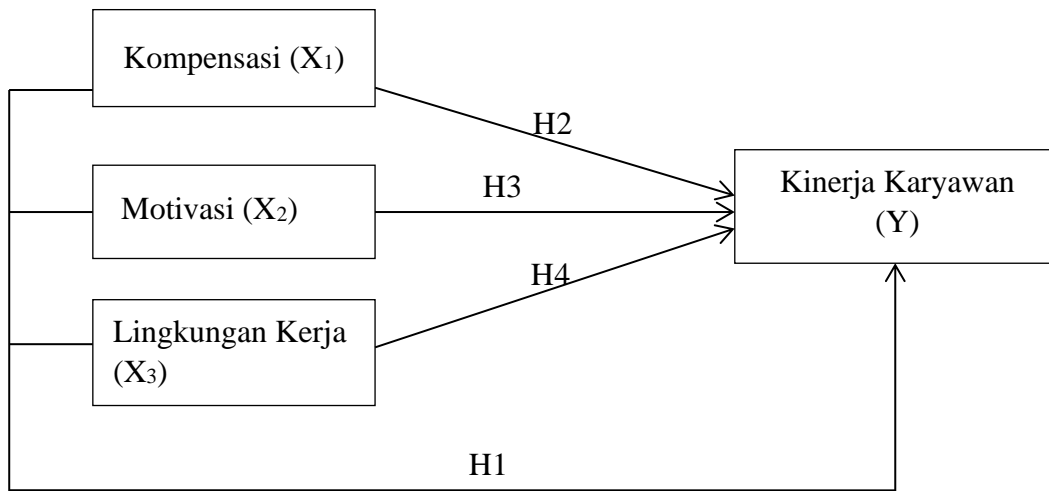 Kompensasi (X₁)
H2
Kinerja Karyawan
(Y)
H3
Motivasi (X₂)
H4
Lingkungan Kerja
(X₃)
H1